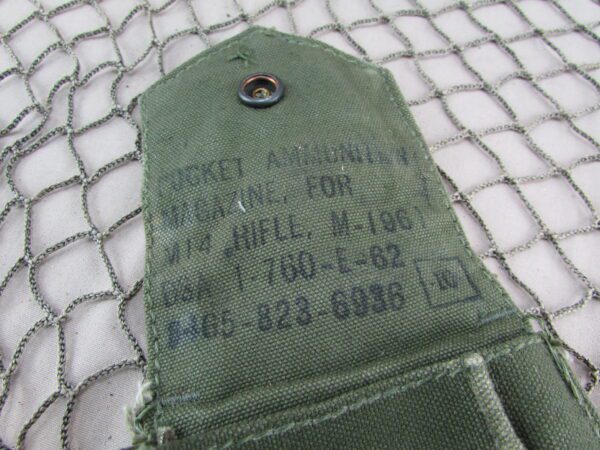 POCKET AMMUNITION
MAGAZINE, FOR
M14 RIFLE, M-1961
DSA 1 760-E-62
8465-823-6936